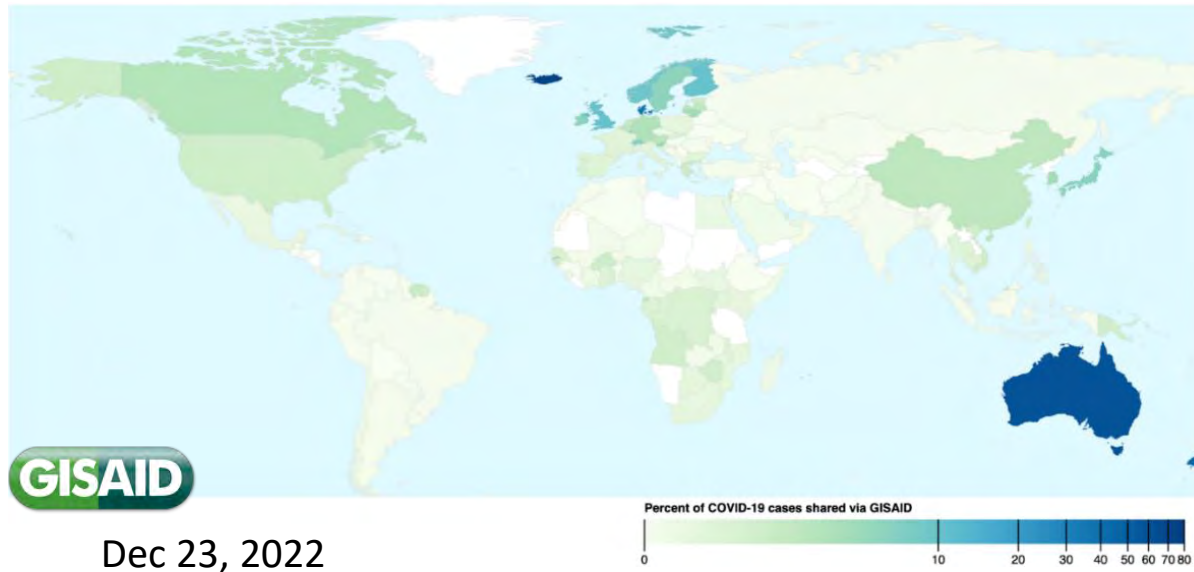 GISAID
Dec 23, 2022
Percent of COVID-19 cases shared via GISAID
0 10 20 30 40 50 60 70 80